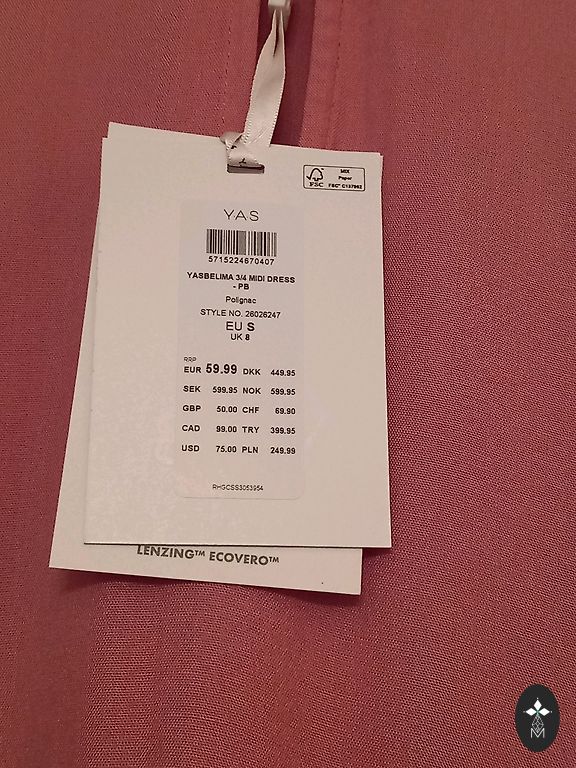 MIX
Paper
FSC
FSC® C137962
Y.A.S
5715224670407
YASBELIMA 3/4 MIDI DRESS
- PB
Polignac
STYLE NO. 26026247
EU S
UK 8
RRP
EUR 59.99 DKK 449.95
SEK 599.95 NOK 599.95
GBP 50.00 CHF 69.90
CAD 99.00 TRY 399.95
USD 75.00 PLN 249.99
RHGCSS3053954
LENZING™ ECOVERO™
M